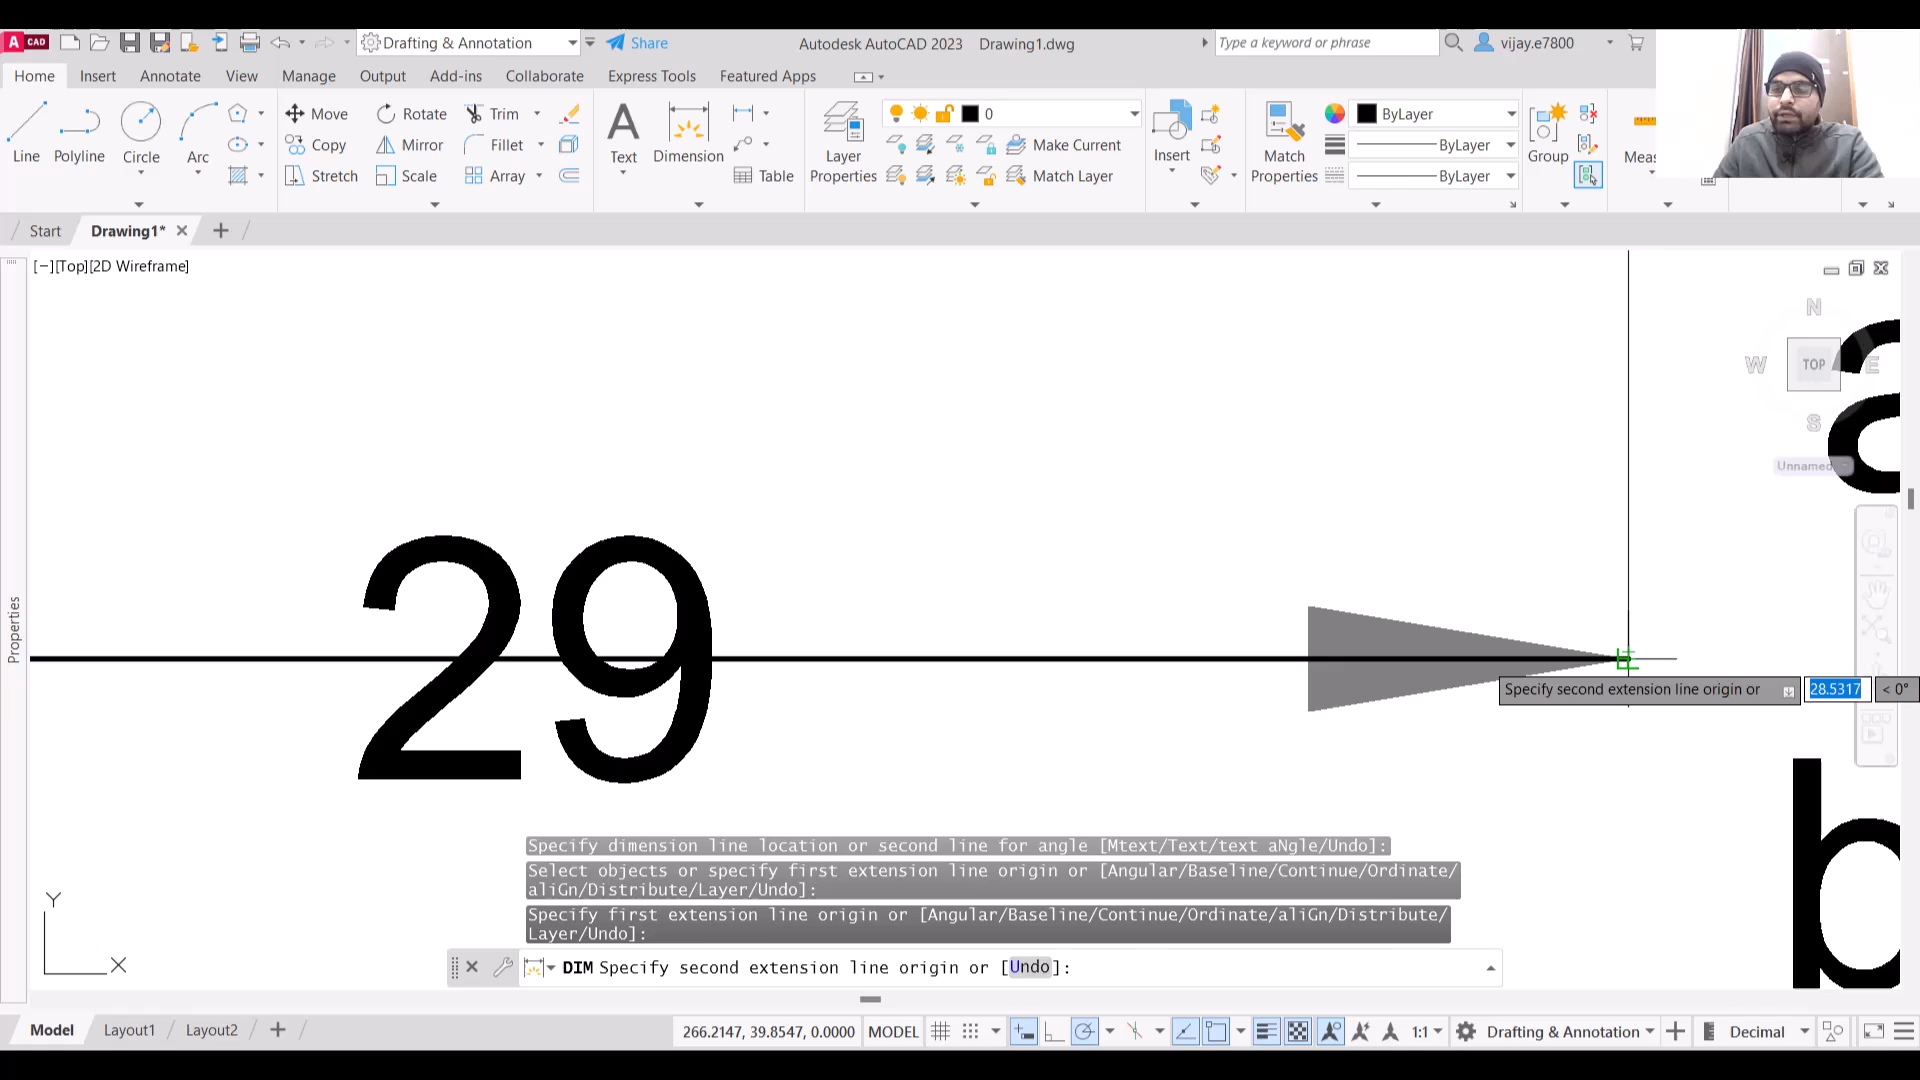 A CAD
Drafting & Annotation
Share
Autodesk AutoCAD 2023 Drawing1.dwg
Type a keyword or phrase
vijay.e7800
Home Insert Annotate View Manage Output Add-ins Collaborate Express Tools Featured Apps
Line Polyline Circle Arc
Move Rotate Trim
Copy Mirror Fillet
Stretch Scale Array
Text Dimension Table
Layer Properties
0
Make Current
Match Layer
Insert
Match Properties
ByLayer
ByLayer
ByLayer
Group
Meas
Start Drawing1* +
[−][Top][2D Wireframe]
N
W TOP E
S
Unnamed
a
Properties
29
Specify second extension line origin or 28.5317 < 0°
b
Specify dimension line location or second line for angle [Mtext/Text/text aNgle/Undo]:
Select objects or specify first extension line origin or [Angular/Baseline/Continue/Ordinate/
aliGn/Distribute/Layer/Undo]:
Specify first extension line origin or [Angular/Baseline/Continue/Ordinate/aliGn/Distribute/
Layer/Undo]:
Y
X
DIM Specify second extension line origin or [Undo]:
Model Layout1 Layout2 +
266.2147, 39.8547, 0.0000 MODEL 1:1 Drafting & Annotation Decimal